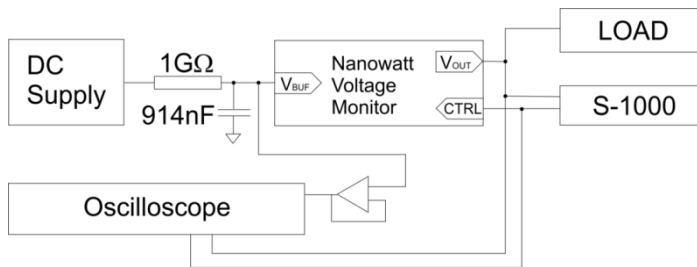 DC
Supply
1GΩ
914nF
VBUF
Nanowatt
Voltage
Monitor
VOUT
CTRL
LOAD
S-1000
Oscilloscope